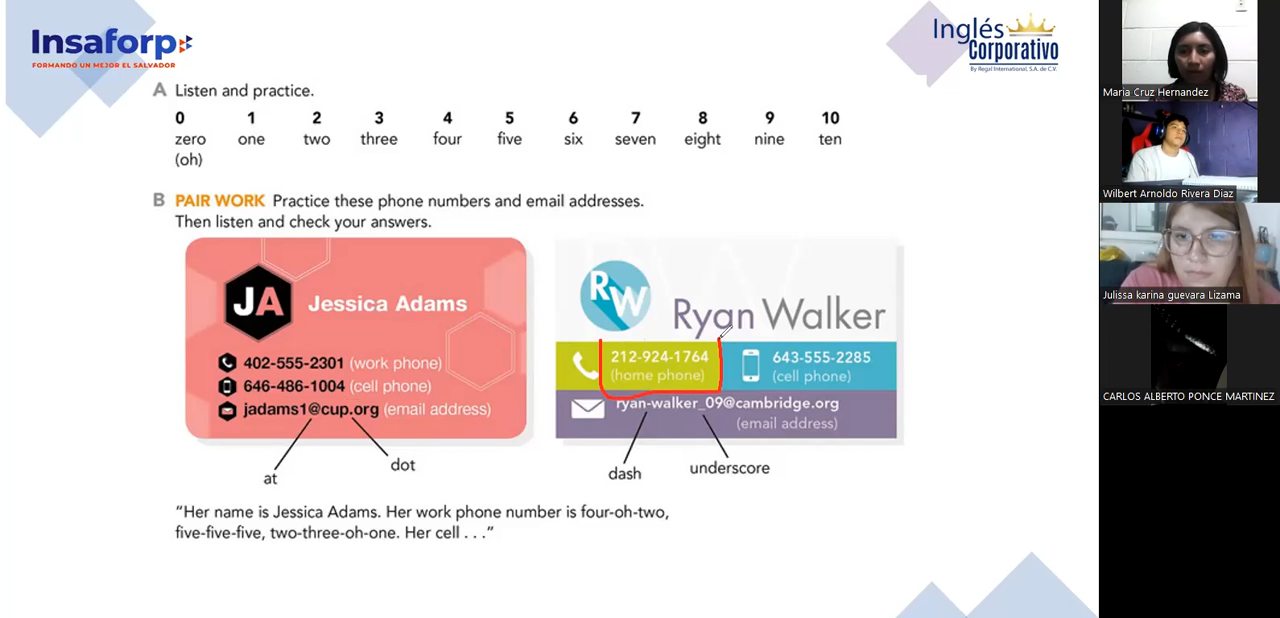 Insaforp
FORMANDO UN MEJOR EL SALVADOR
Inglés
Corporativo
By Regal International, S.A. de C.V.
A Listen and practice.
0 1 2 3 4 5 6 7 8 9 10
zero one two three four five six seven eight nine ten
(oh)
B PAIR WORK Practice these phone numbers and email addresses.
Then listen and check your answers.
JA Jessica Adams
402-555-2301 (work phone)
646-486-1004 (cell phone)
jadams1@cup.org (email address)
at
dot
RW
Ryan Walker
212-924-1764
(home phone)
643-555-2285
(cell phone)
ryan-walker_09@cambridge.org
(email address)
dash
underscore
“Her name is Jessica Adams. Her work phone number is four-oh-two,
five-five-five, two-three-oh-one. Her cell . . .”
Maria Cruz Hernandez
Wilbert Arnoldo Rivera Diaz
Julissa karina guevara Lizama
CARLOS ALBERTO PONCE MARTINEZ